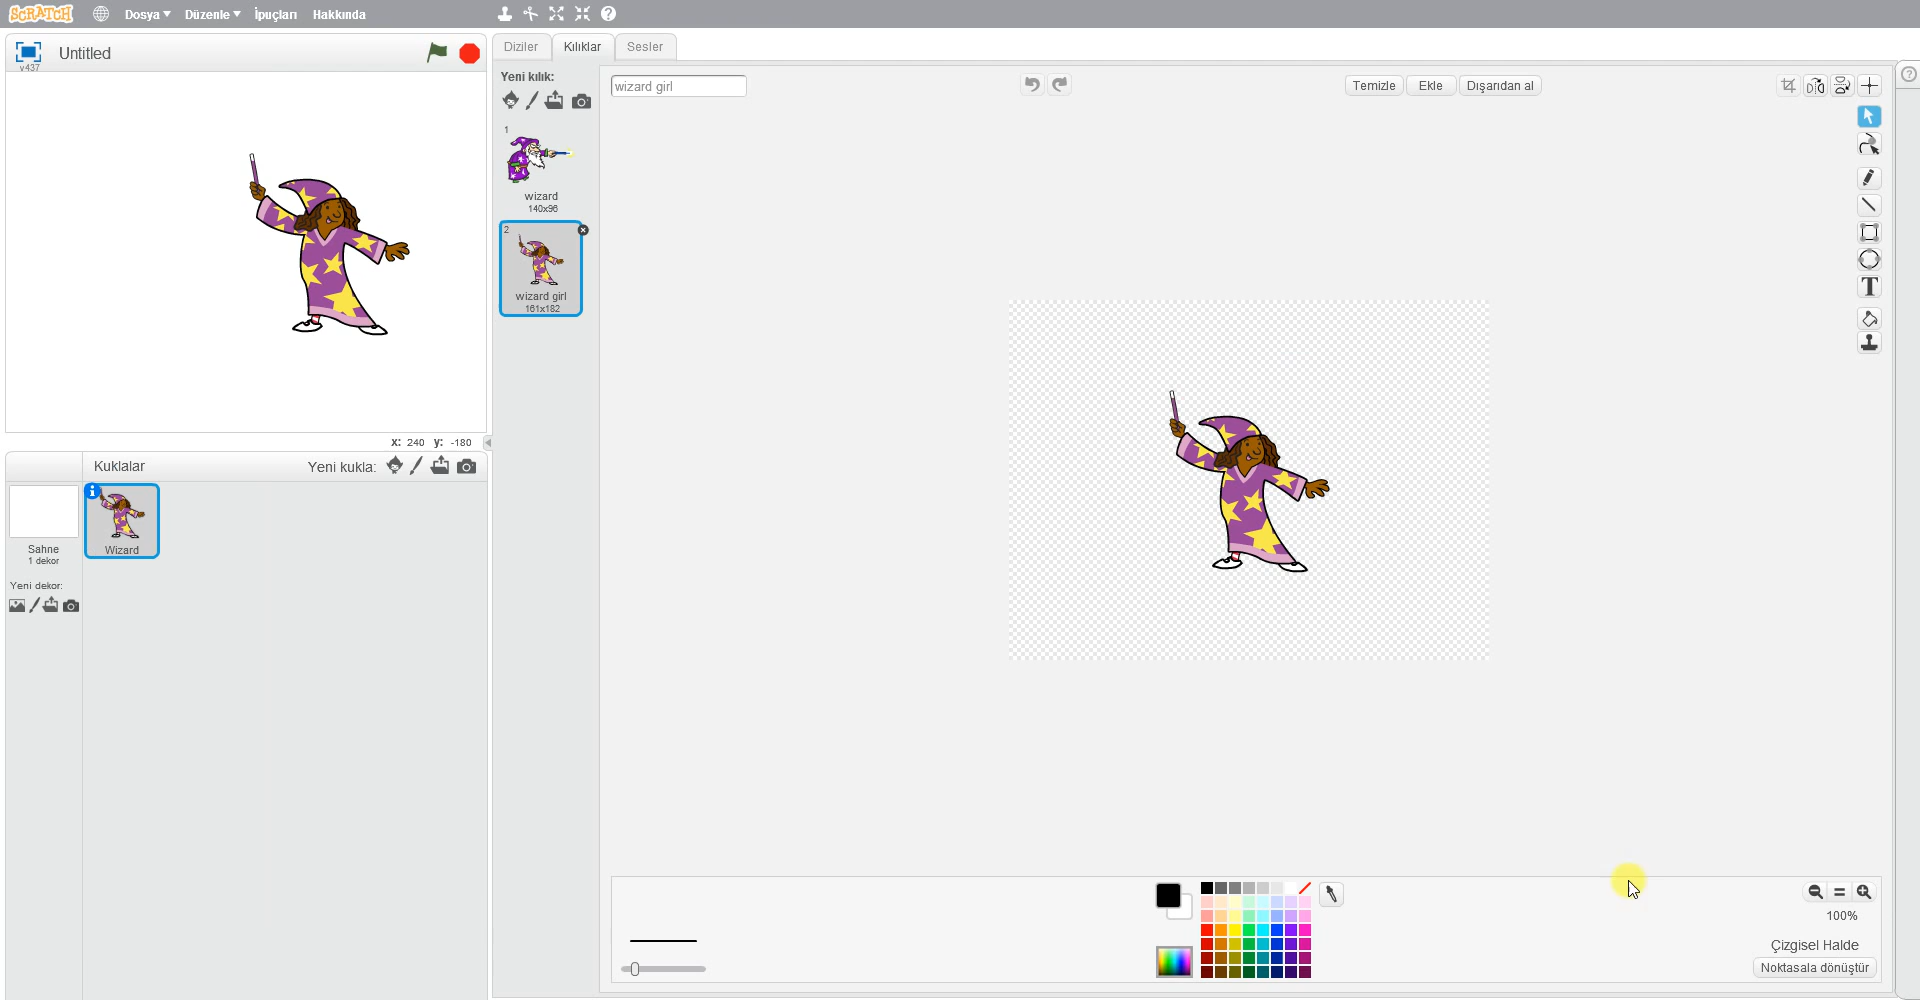 SCRATCH
Dosya
Düzenle
İpuçları
Hakkında
v437
Untitled
Diziler
Kılıklar
Sesler
Yeni kılık:
wizard girl
Temizle
Ekle
Dışarıdan al
1
wizard
140x96
2
wizard girl
161x182
T
x: 240 y: -180
Kuklalar
Yeni kukla:
Wizard
Sahne
1 dekor
Yeni dekor:
100%
Çizgisel Halde
Noktasala dönüştür